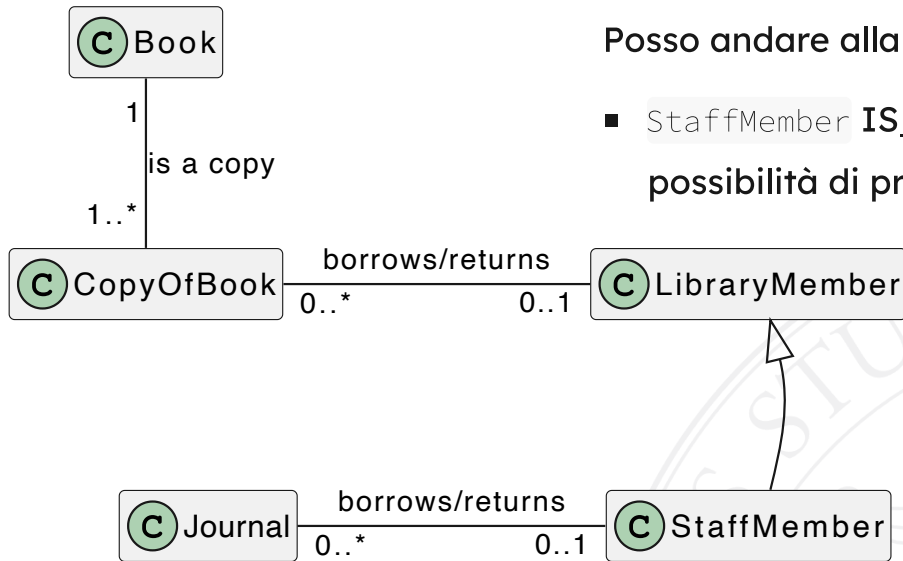 C Book
Posso andare alla
StaffMember IS_
possibilità di pr
1
is a copy
1..*
C CopyOfBook
borrows/returns
0..*
0..1
C LibraryMember
C Journal
borrows/returns
0..*
0..1
C StaffMember